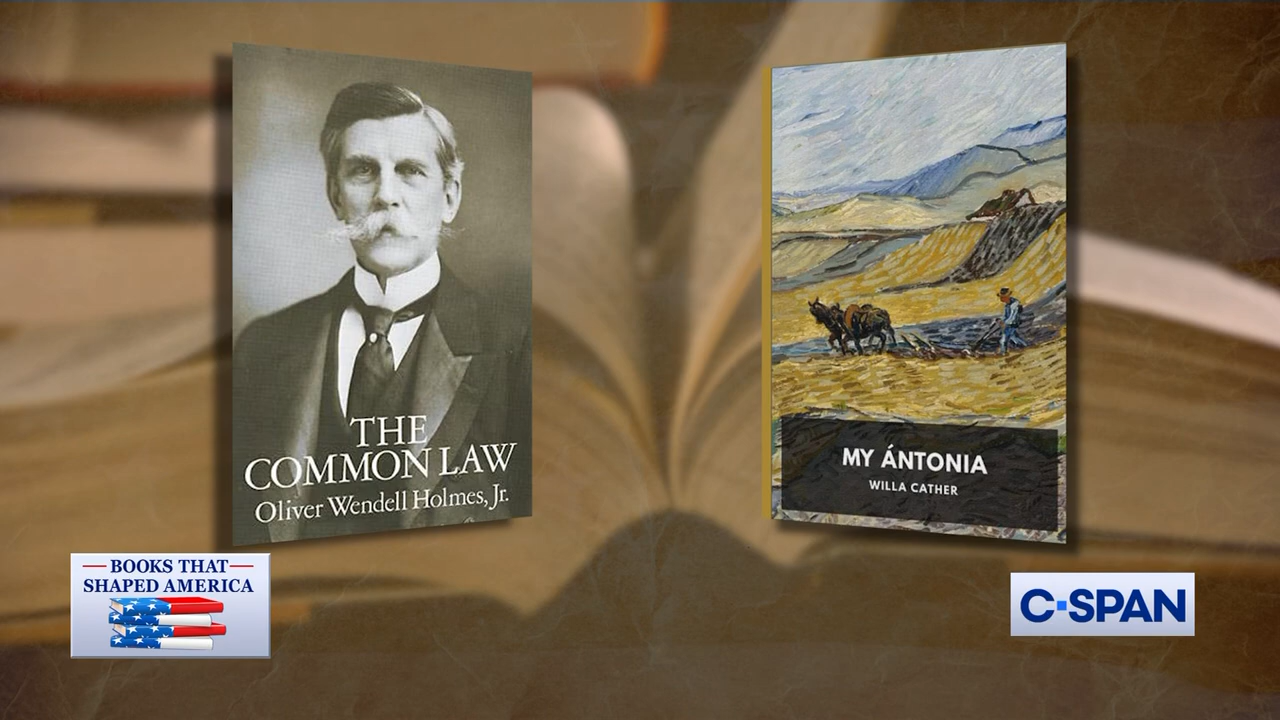 THE
COMMON LAW
Oliver Wendell Holmes, Jr.
MY ÁNTONIA
WILLA CATHER
BOOKS THAT
SHAPED AMERICA
C·SPAN